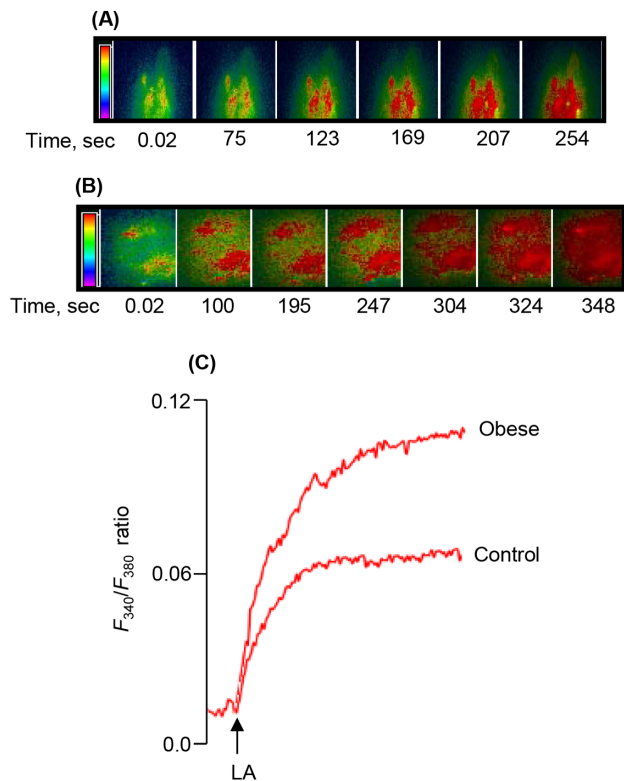 (A)
Time, sec 0.02 75 123 169 207 254
(B)
Time, sec 0.02 100 195 247 304 324 348
(C)
0.12
Obese
0.06
Control
F340/F380 ratio
0.0
LA